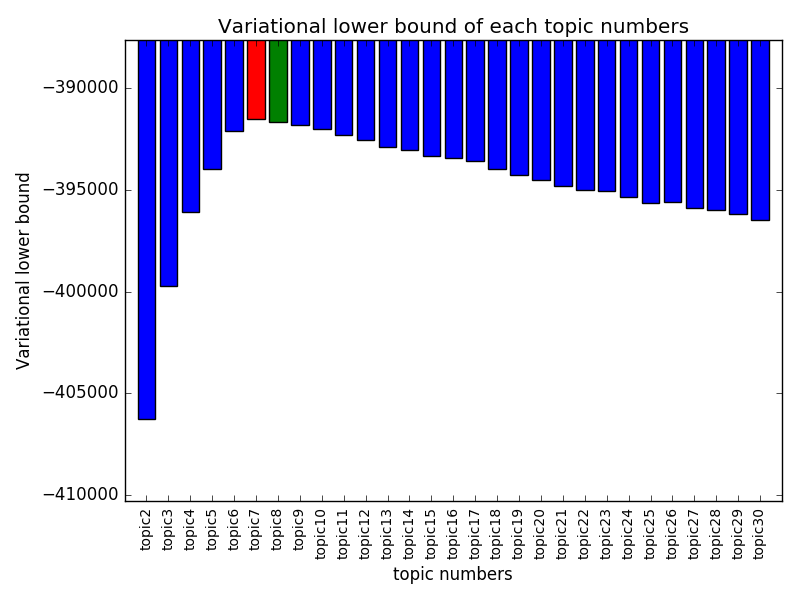 Variational lower bound of each topic numbers
Variational lower bound
−390000
−395000
−400000
−405000
−410000
topic2
topic3
topic4
topic5
topic6
topic7
topic8
topic9
topic10
topic11
topic12
topic13
topic14
topic15
topic16
topic17
topic18
topic19
topic20
topic21
topic22
topic23
topic24
topic25
topic26
topic27
topic28
topic29
topic30
topic numbers